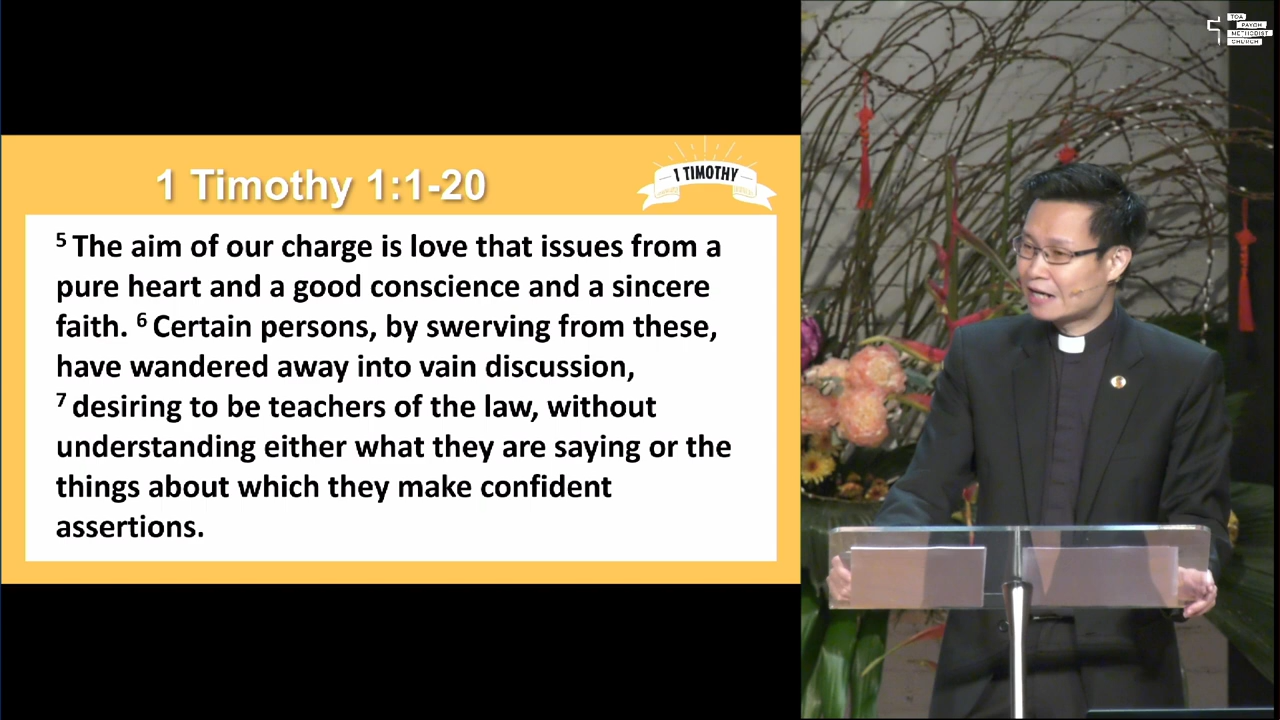 TOA
PAYOH
METHODIST
CHURCH
1 Timothy 1:1-20
1 TIMOTHY
5 The aim of our charge is love that issues from a
pure heart and a good conscience and a sincere
faith. 6 Certain persons, by swerving from these,
have wandered away into vain discussion,
7 desiring to be teachers of the law, without
understanding either what they are saying or the
things about which they make confident
assertions.